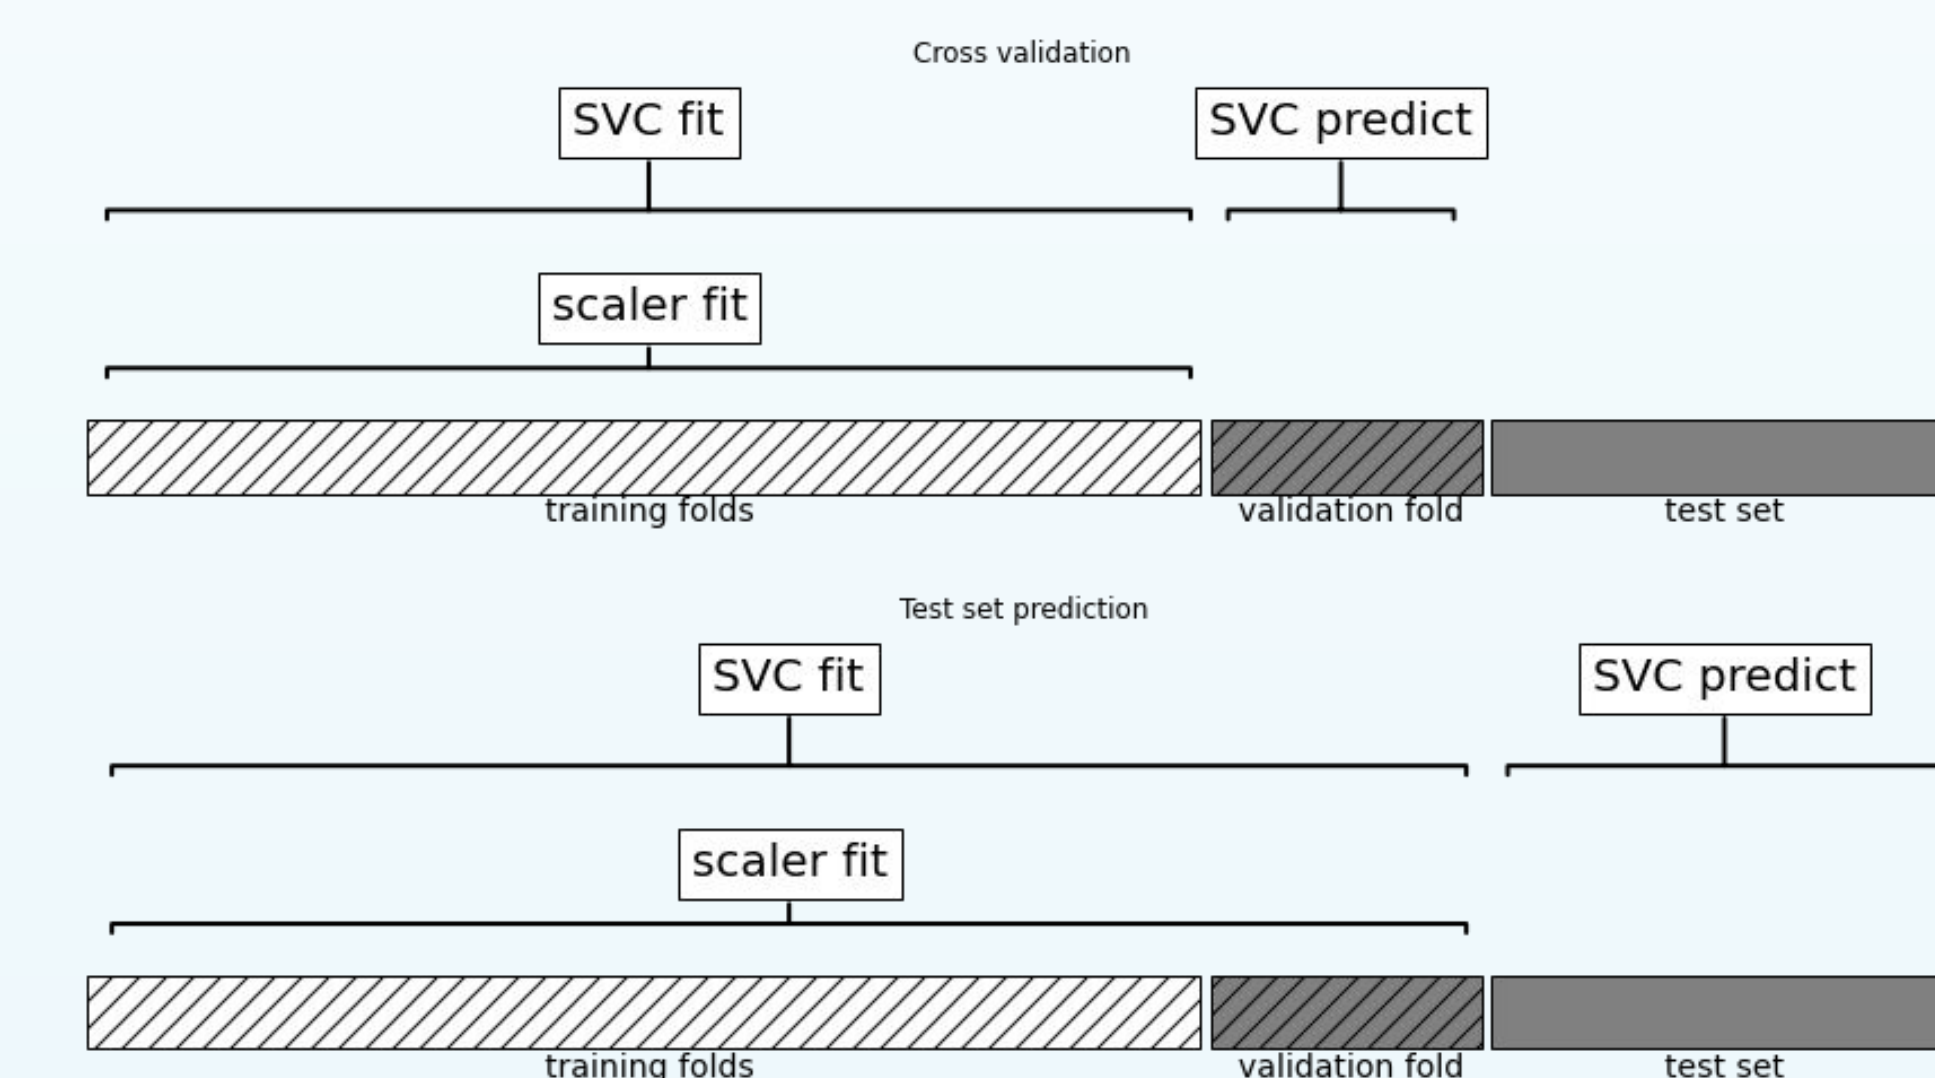 Cross validation
SVC fit
SVC predict
scaler fit
training folds
validation fold
test set
Test set prediction
SVC fit
SVC predict
scaler fit
training folds
validation fold
test set